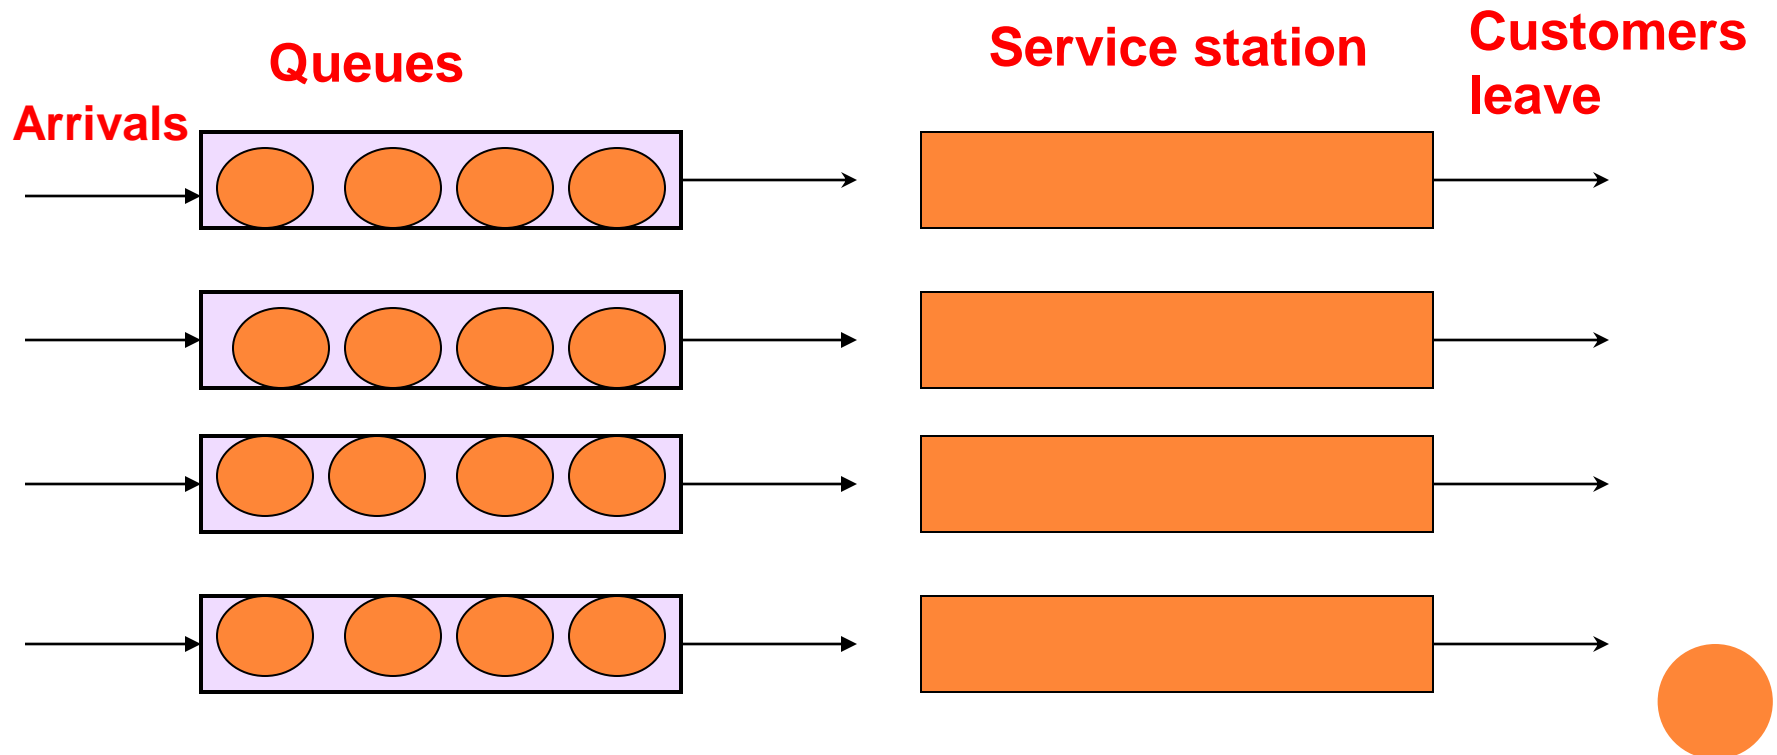 Queues
Service station
Customers
leave
Arrivals